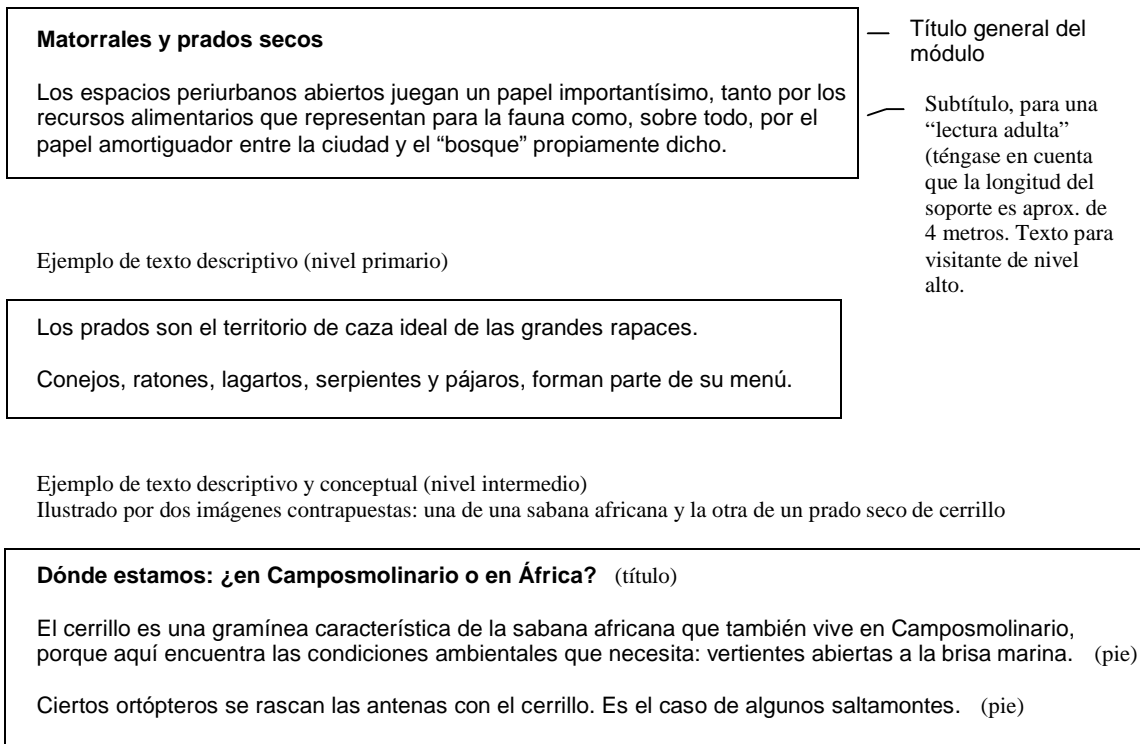 Matorrales y prados secos
Los espacios periurbanos abiertos juegan un papel importantísimo, tanto por los
recursos alimentarios que representan para la fauna como, sobre todo, por el
papel amortiguador entre la ciudad y el “bosque” propiamente dicho.
Título general del
módulo
Subtítulo, para una
“lectura adulta”
(téngase en cuenta
que la longitud del
soporte es aprox. de
4 metros. Texto para
visitante de nivel
alto.
Ejemplo de texto descriptivo (nivel primario)
Los prados son el territorio de caza ideal de las grandes rapaces.
Conejos, ratones, lagartos, serpientes y pájaros, forman parte de su menú.
Ejemplo de texto descriptivo y conceptual (nivel intermedio)
Ilustrado por dos imágenes contrapuestas: una de una sabana africana y la otra de un prado seco de cerrillo
Dónde estamos: ¿en Camposmolinario o en África? (título)
El cerrillo es una gramínea característica de la sabana africana que también vive en Camposmolinario,
porque aquí encuentra las condiciones ambientales que necesita: vertientes abiertas a la brisa marina. (pie)
Ciertos ortópteros se rascan las antenas con el cerrillo. Es el caso de algunos saltamontes. (pie)